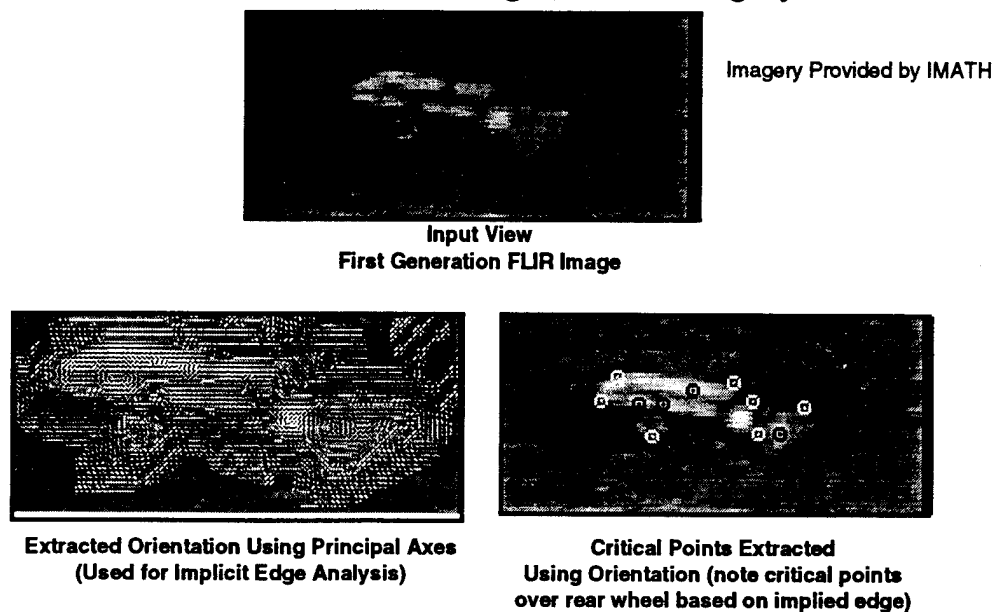 Imagery Provided by IMATH
Input View
First Generation FLIR Image
Extracted Orientation Using Principal Axes
(Used for Implicit Edge Analysis)
Critical Points Extracted
Using Orientation (note critical points
over rear wheel based on implied edge)